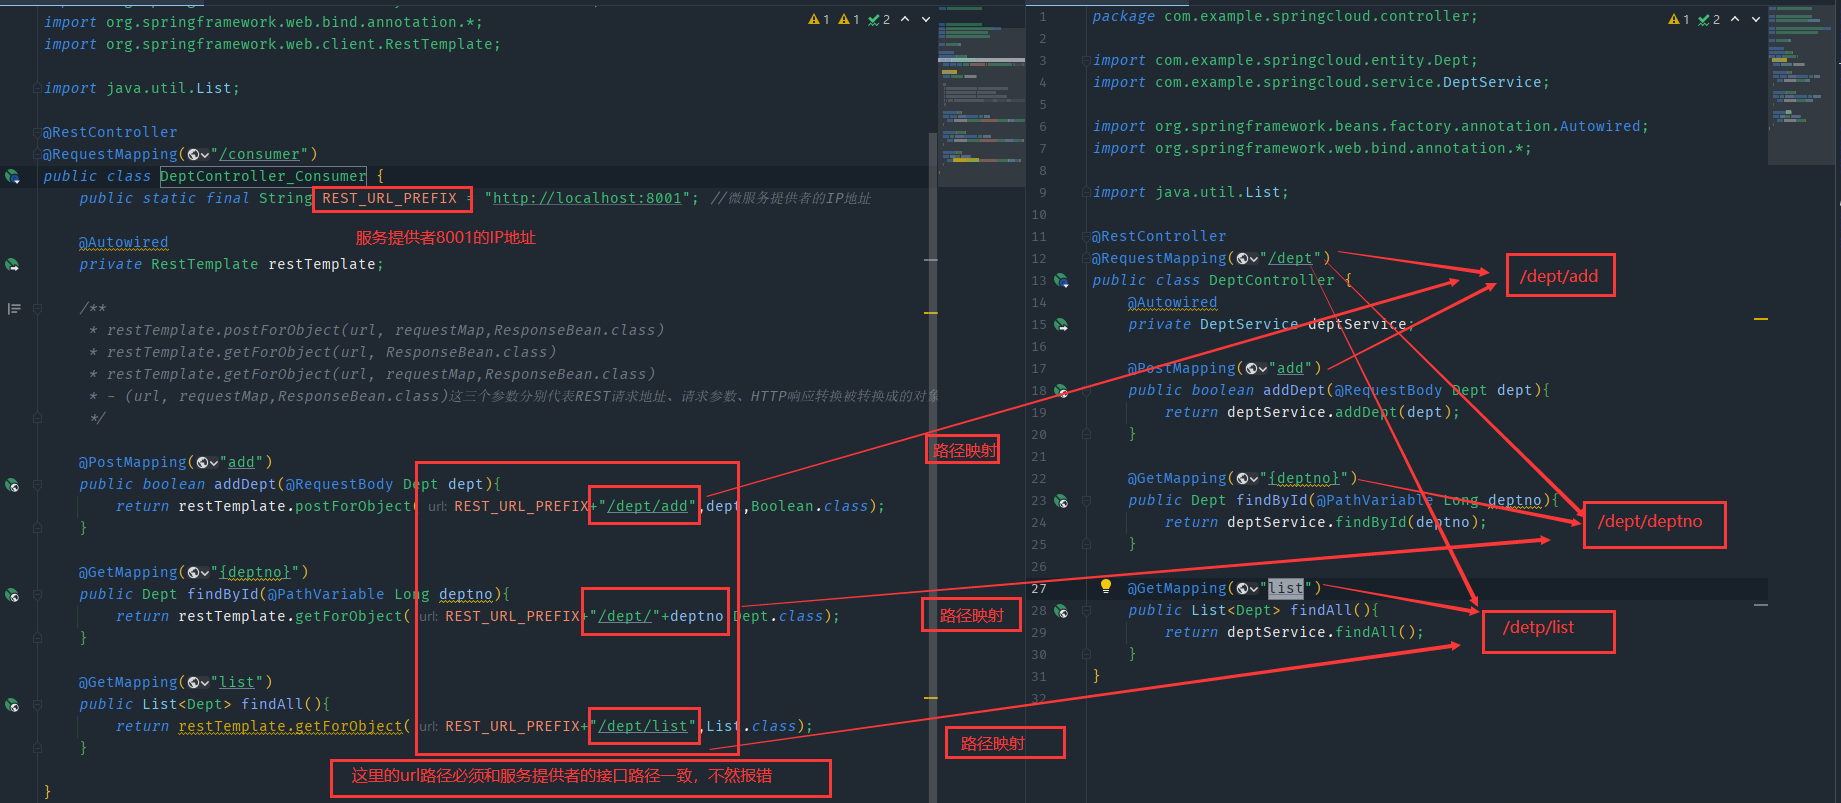 import org.springframework.web.bind.annotation.*;
import org.springframework.web.client.RestTemplate;
import java.util.List;
@RestController
@RequestMapping("/consumer")
public class DeptController_Consumer {
public static final String REST_URL_PREFIX = "http://localhost:8001"; //微服务提供者的IP地址
服务提供者8001的IP地址
@Autowired
private RestTemplate restTemplate;
/**
* restTemplate.postForObject(url, requestMap,ResponseBean.class)
* restTemplate.getForObject(url, ResponseBean.class)
* restTemplate.getForObject(url, requestMap,ResponseBean.class)
* - (url, requestMap,ResponseBean.class)这三个参数分别代表REST请求地址、请求参数、HTTP响应转换被转换成的对象
*/
@PostMapping("add")
public boolean addDept(@RequestBody Dept dept){
return restTemplate.postForObject( url: REST_URL_PREFIX+"/dept/add",dept,Boolean.class);
}
@GetMapping("{deptno}")
public Dept findById(@PathVariable Long deptno){
return restTemplate.getForObject( url: REST_URL_PREFIX+"/dept/"+deptno Dept.class);
}
@GetMapping("list")
public List<Dept> findAll(){
return restTemplate.getForObject( url: REST_URL_PREFIX+"/dept/list",List.class);
}
这里的url路径必须和服务提供者的接口路径一致，不然报错
}
路径映射
路径映射
路径映射
1 1 2
1 2
1 package com.example.springcloud.controller;
2
3 import com.example.springcloud.entity.Dept;
4 import com.example.springcloud.service.DeptService;
5
6 import org.springframework.beans.factory.annotation.Autowired;
7 import org.springframework.web.bind.annotation.*;
8
9 import java.util.List;
10
11 @RestController
12 @RequestMapping("/dept")
13 public class DeptController {
14 @Autowired
15 private DeptService deptService;
16
17 @PostMapping("add")
18 public boolean addDept(@RequestBody Dept dept){
19 return deptService.addDept(dept);
20 }
21
22 @GetMapping("{deptno}")
23 public Dept findById(@PathVariable Long deptno){
24 return deptService.findById(deptno);
25 }
26
27 @GetMapping("list")
28 public List<Dept> findAll(){
29 return deptService.findAll();
30 }
31 }
32
/dept/add
/dept/deptno
/detp/list